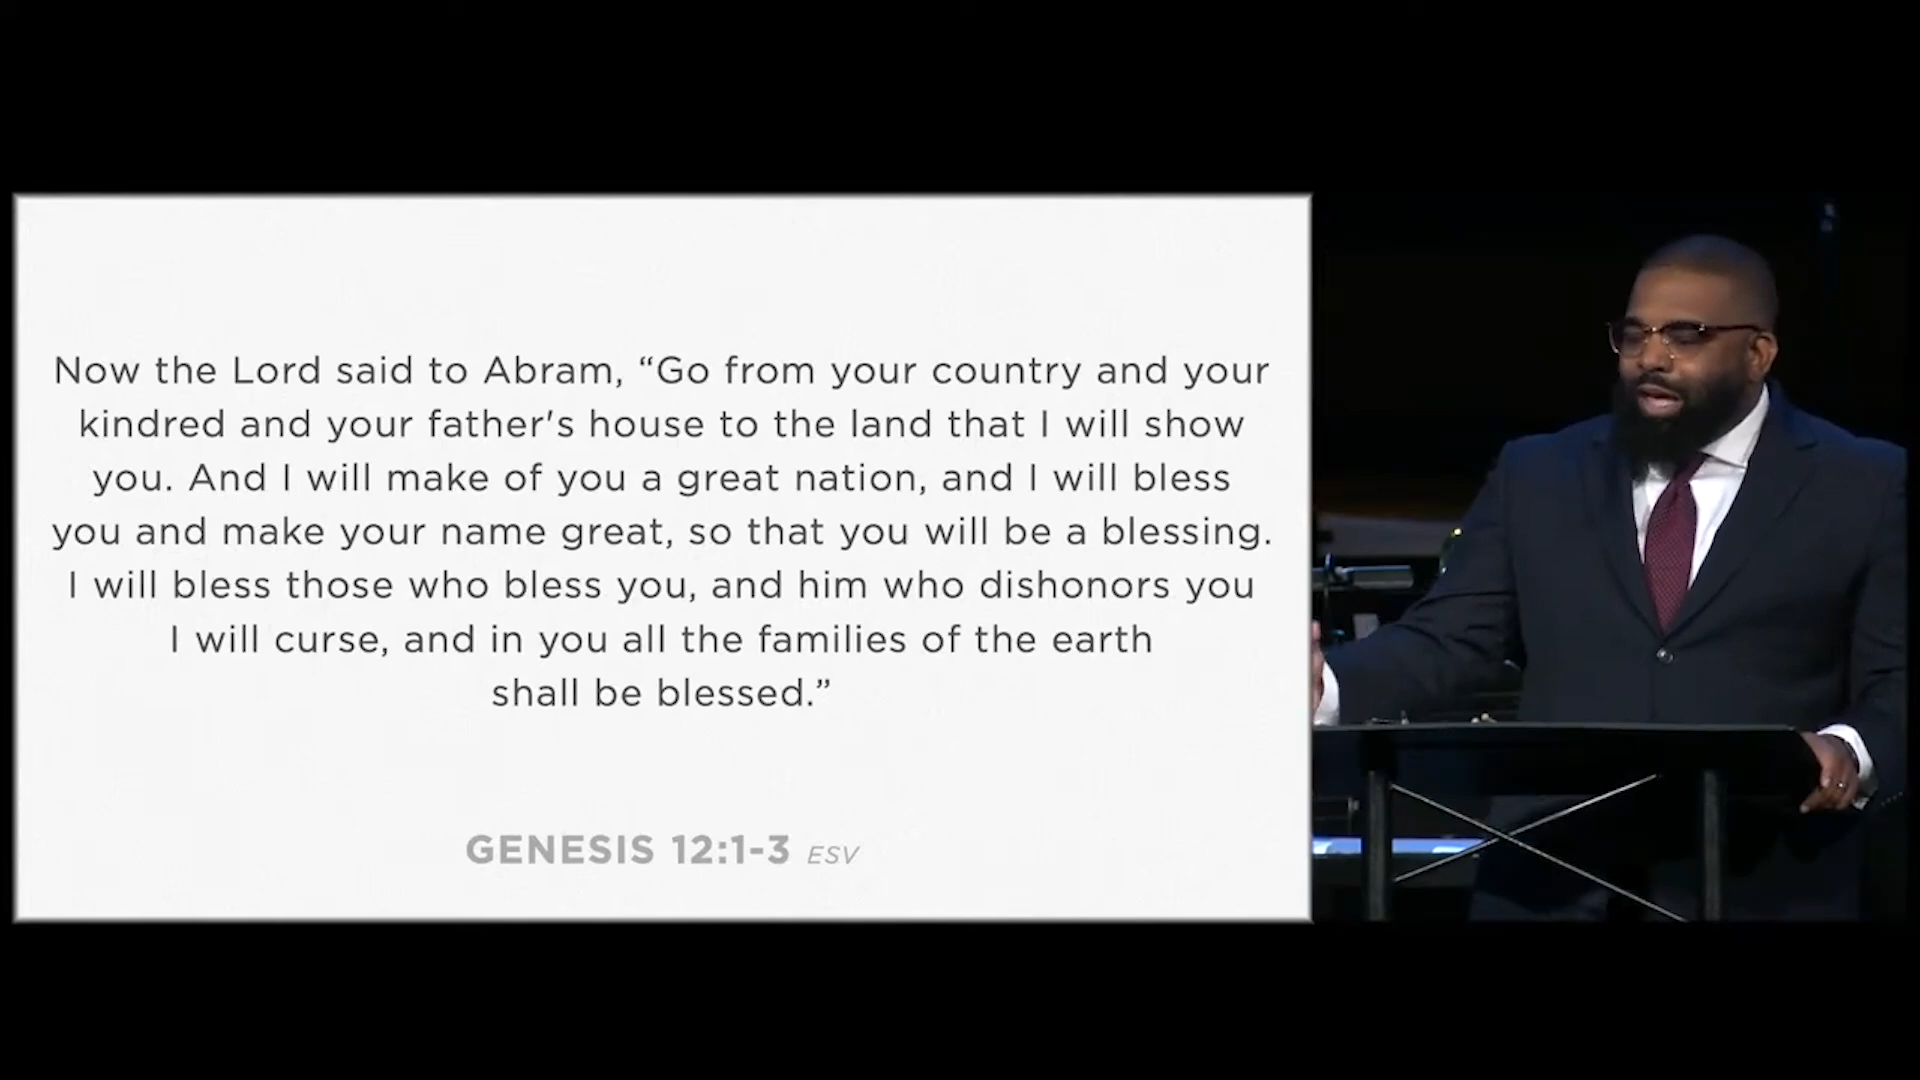 Now the Lord said to Abram, “Go from your country and your
kindred and your father's house to the land that I will show
you. And I will make of you a great nation, and I will bless
you and make your name great, so that you will be a blessing.
I will bless those who bless you, and him who dishonors you
I will curse, and in you all the families of the earth
shall be blessed.”
GENESIS 12:1-3 ESV